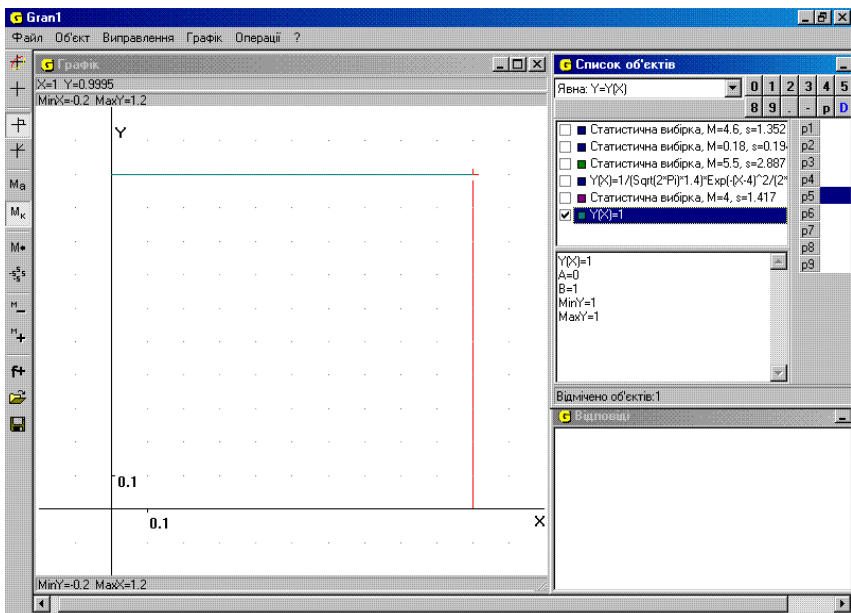 Gran1
Файл Об'єкт Виправлення Графік Операції ?
Графік
X=1 Y=0.9995
MinX=-0.2 MaxY=1.2
Y
0.1
0.1
X
MinY=-0.2 MaxX=1.2
Ma
Mк
M
S S S
M
M
f+
Список об'єктів
Явна: Y=Y(X)
0 1 2 3 4 5
8 9 . - p D
Статистична вибірка, M=4.6, s=1.352
Статистична вибірка, M=0.18, s=0.19
Статистична вибірка, M=5.5, s=2.887
Y(X)=1/(Sqrt(2*Pi)*1.4)*Exp(-(X-4)^2/(2*
Статистична вибірка, M=4, s=1.417
Y(X)=1
p1
p2
p3
p4
p5
p6
p7
p8
p9
Y(X)=1
A=0
B=1
MinY=1
MaxY=1
Відмічено об'єктів:1
Відповіді